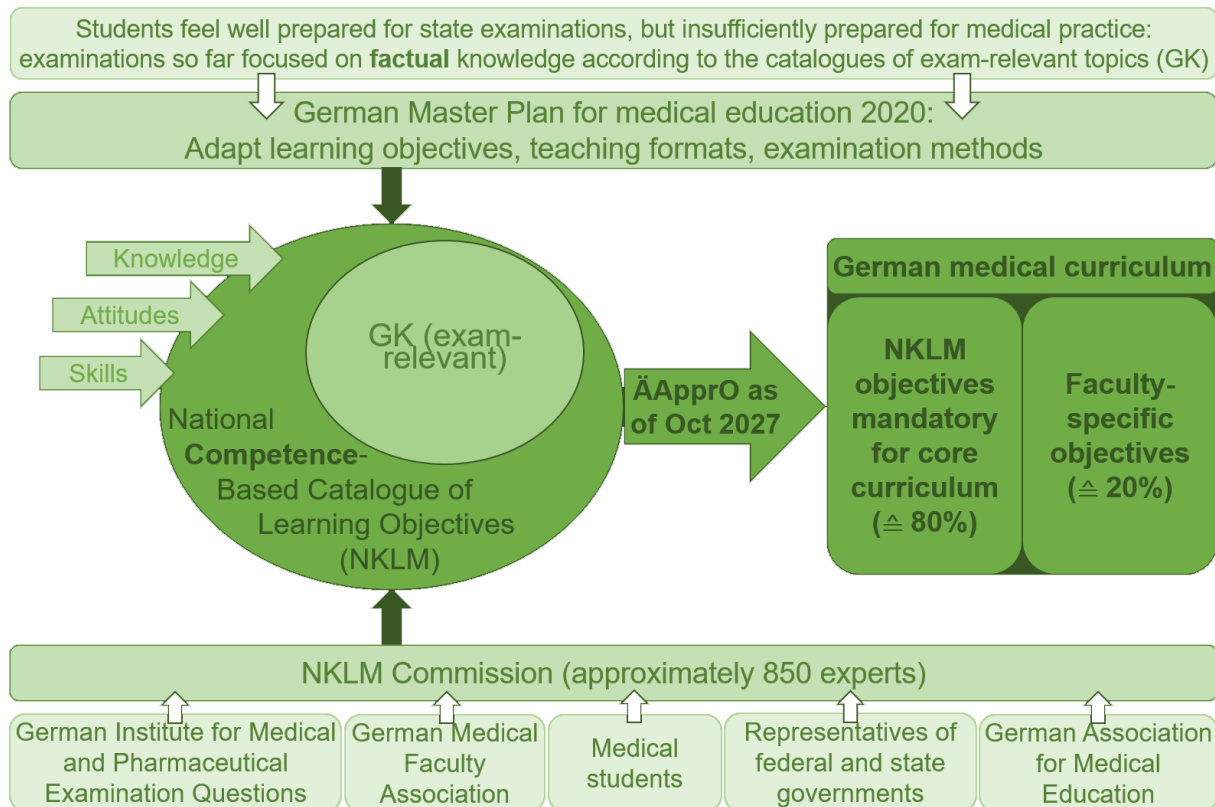 Students feel well prepared for state examinations, but insufficiently prepared for medical practice:
examinations so far focused on factual knowledge according to the catalogues of exam-relevant topics (GK)
German Master Plan for medical education 2020:
Adapt learning objectives, teaching formats, examination methods
Knowledge
Attitudes
Skills
GK (exam-
relevant)
National
Competence-
Based Catalogue of
Learning Objectives
(NKLM)
ÄApprO as
of Oct 2027
German medical curriculum
NKLM
objectives
mandatory
for core
curriculum
(≙ 80%)
Faculty-
specific
objectives
(≙ 20%)
NKLM Commission (approximately 850 experts)
German Institute for Medical
and Pharmaceutical
Examination Questions
German Medical
Faculty
Association
Medical
students
Representatives of
federal and state
governments
German Association
for Medical
Education